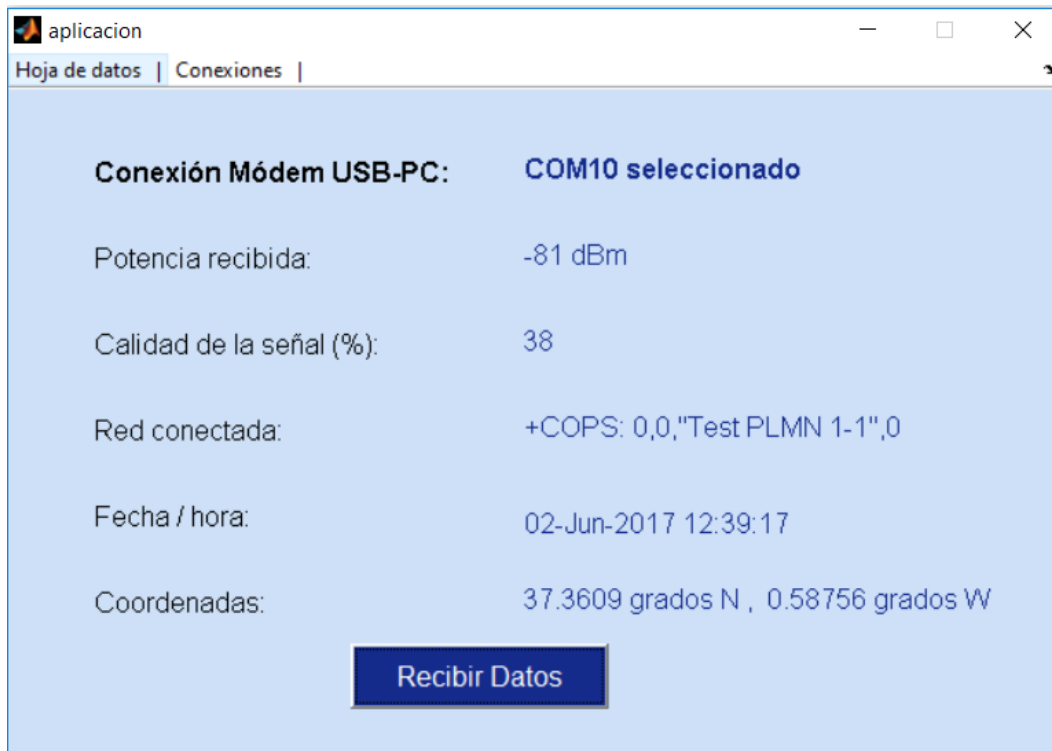 aplicacion
Hoja de datos | Conexiones |
Conexión Módem USB-PC: COM10 seleccionado
Potencia recibida: -81 dBm
Calidad de la señal (%): 38
Red conectada: +COPS: 0,0,"Test PLMN 1-1",0
Fecha / hora: 02-Jun-2017 12:39:17
Coordenadas: 37.3609 grados N , 0.58756 grados W
Recibir Datos